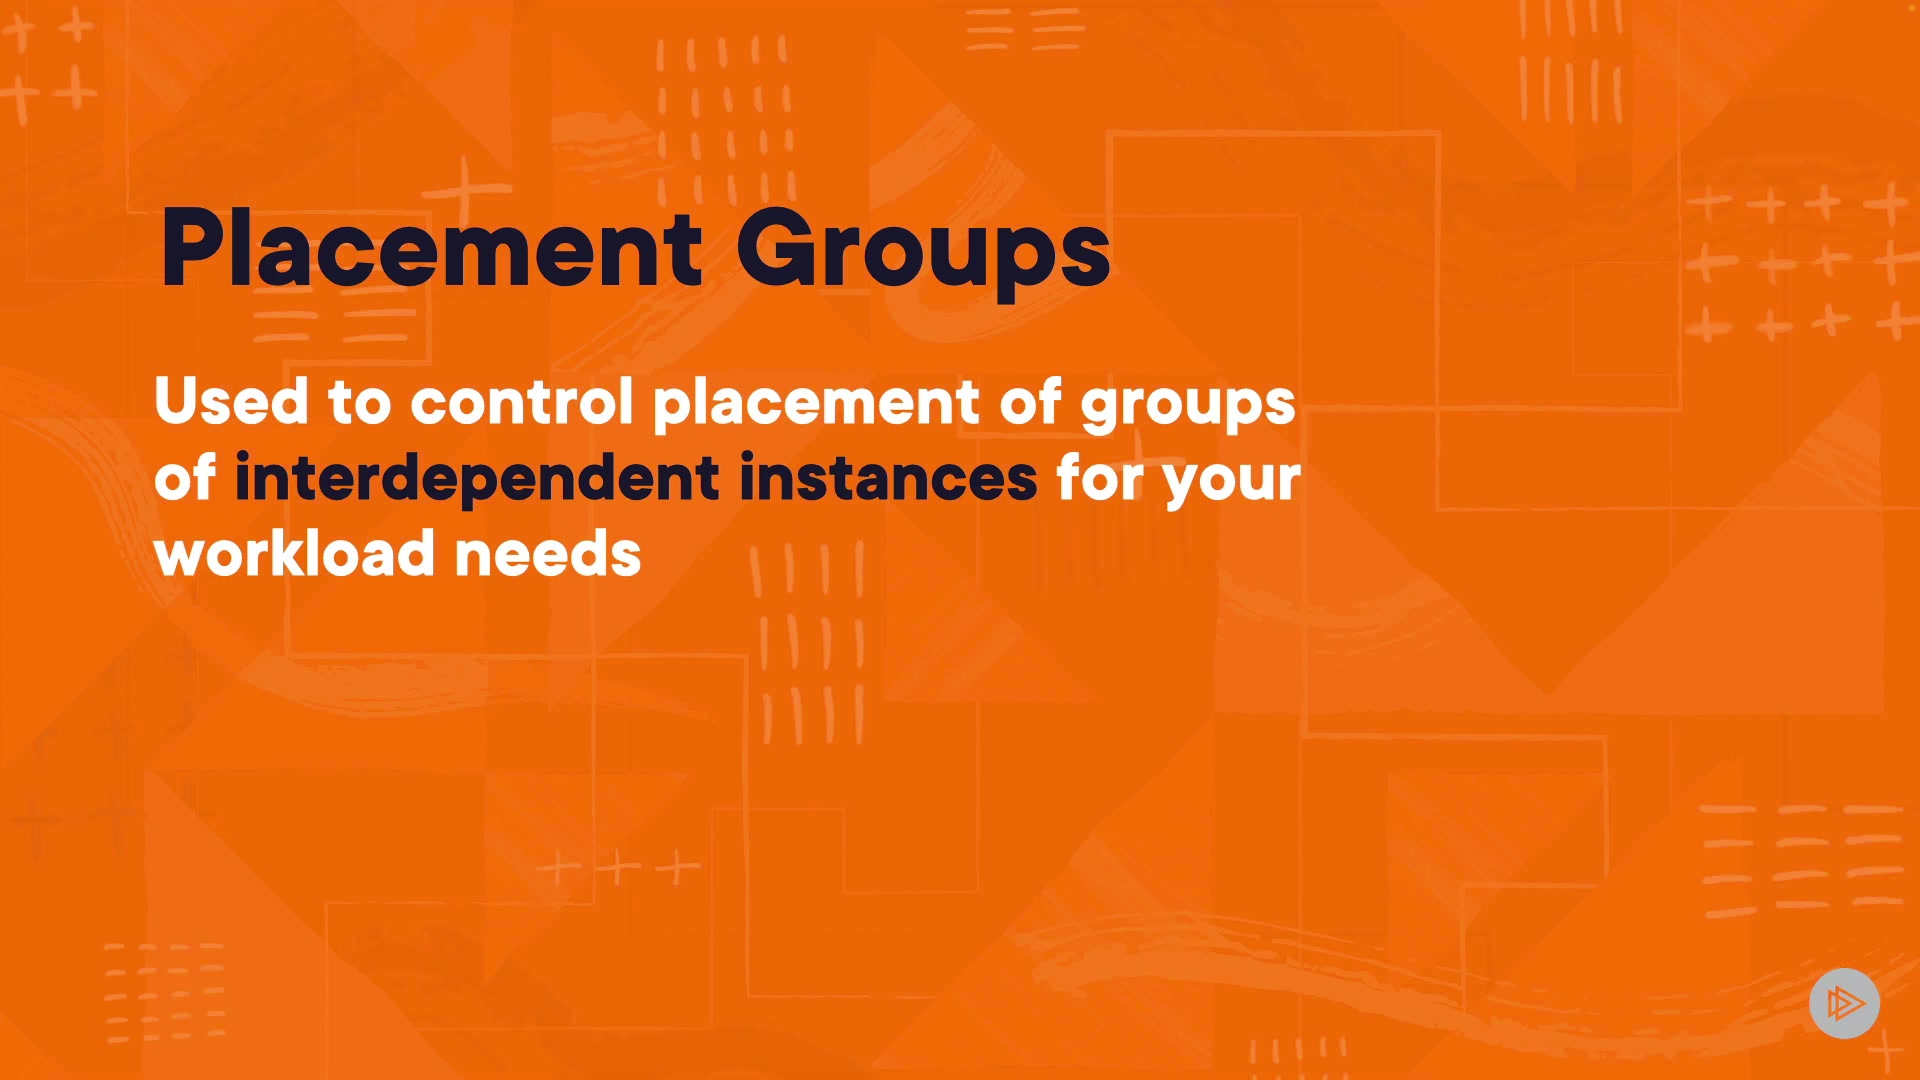 Placement Groups
Used to control placement of groups
of interdependent instances for your
workload needs